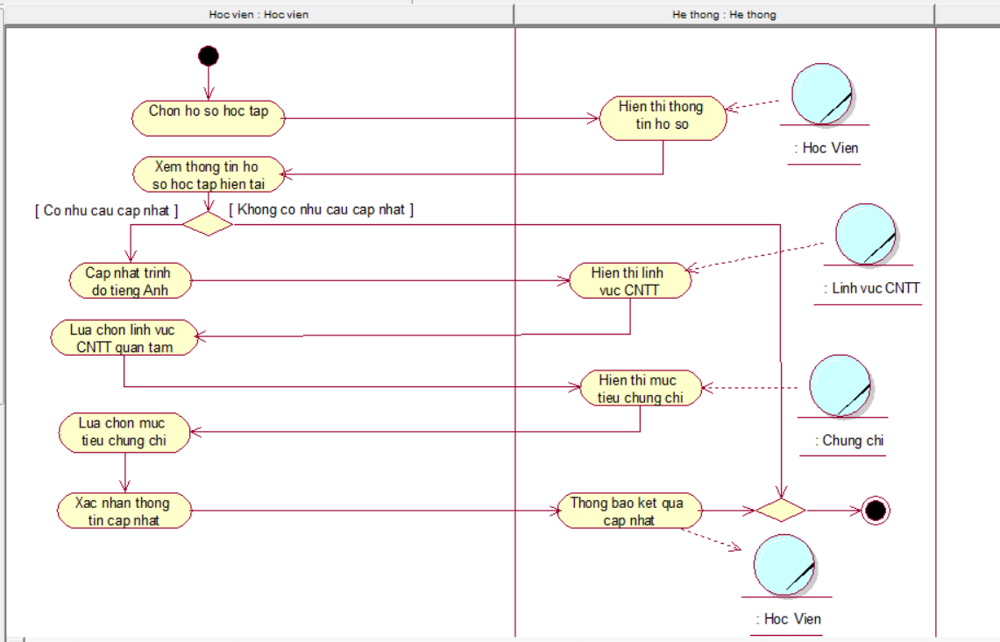 Hoc vien : Hoc vien
He thong : He thong
Chon ho so hoc tap
Hien thi thong
tin ho so
: Hoc Vien
Xem thong tin ho
so hoc tap hien tai
[ Co nhu cau cap nhat ]
[ Khong co nhu cau cap nhat ]
Cap nhat trinh
do tieng Anh
Hien thi linh
vuc CNTT
: Linh vuc CNTT
Lua chon linh vuc
CNTT quan tam
Hien thi muc
tieu chung chi
: Chung chi
Lua chon muc
tieu chung chi
Xac nhan thong
tin cap nhat
Thong bao ket qua
cap nhat
: Hoc Vien